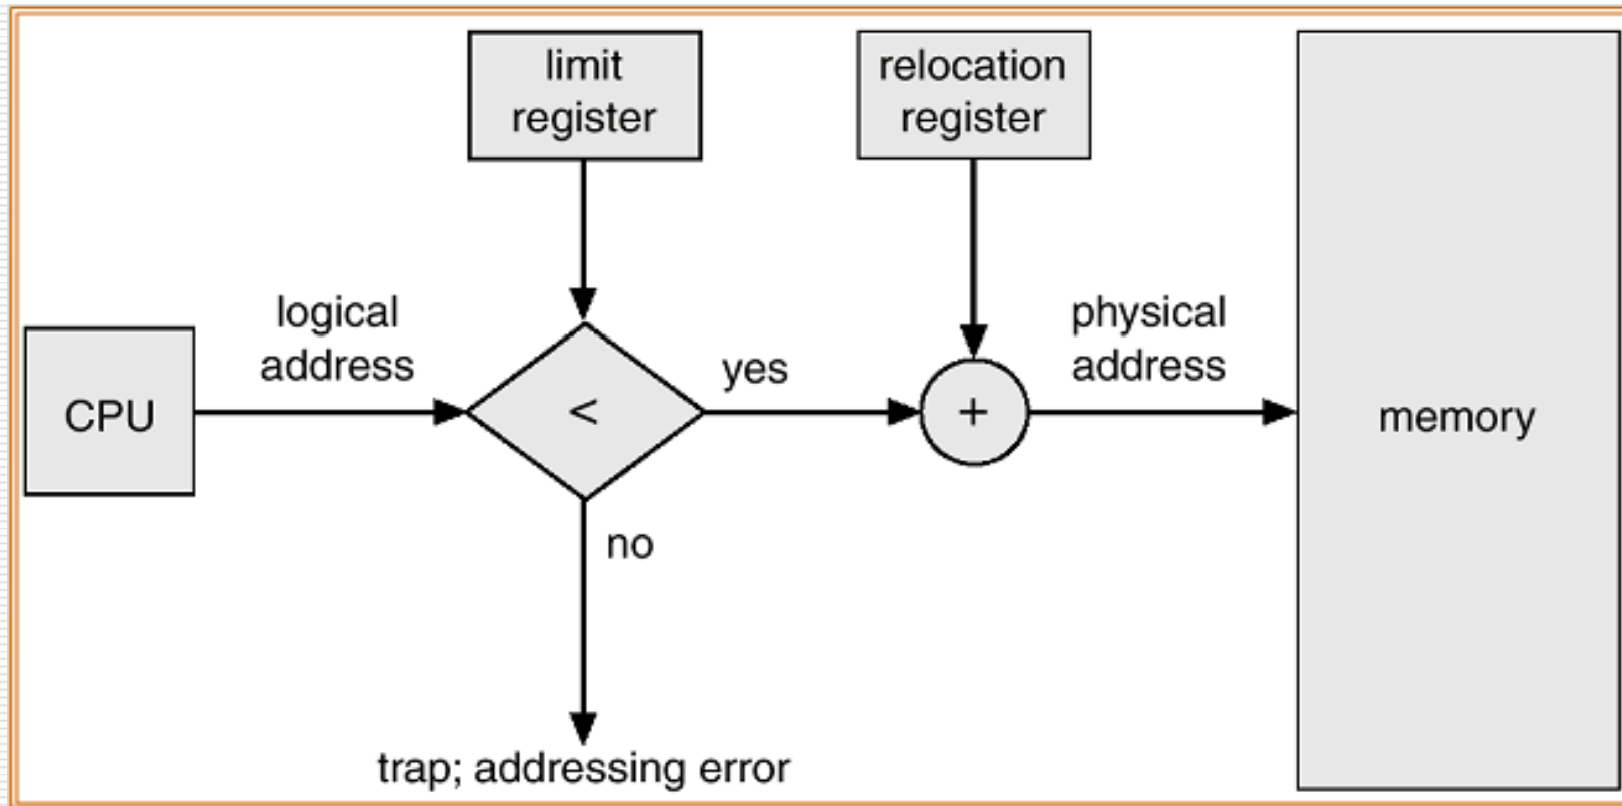 limit
register
relocation
register
logical
address
CPU
<
yes
+
physical
address
memory
no
trap; addressing error